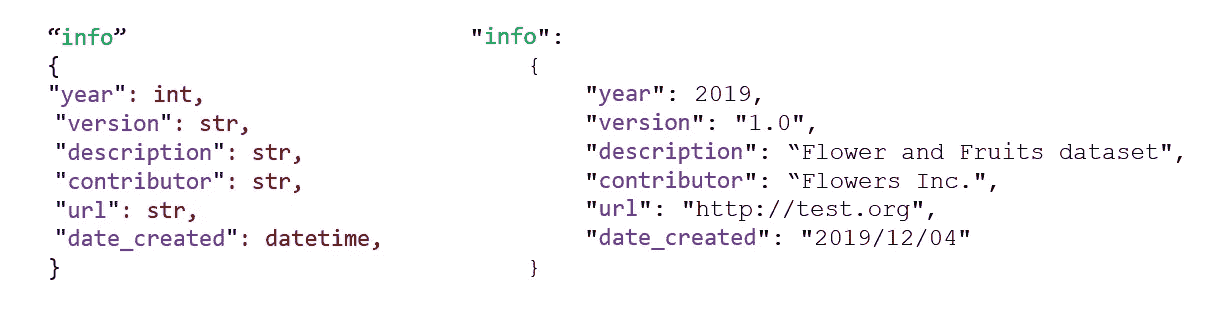 “info”
{
"year": int,
"version": str,
"description": str,
"contributor": str,
"url": str,
"date_created": datetime,
}
"info":
{
"year": 2019,
"version": "1.0",
"description": “Flower and Fruits dataset",
"contributor": “Flowers Inc.",
"url": "http://test.org",
"date_created": "2019/12/04"
}